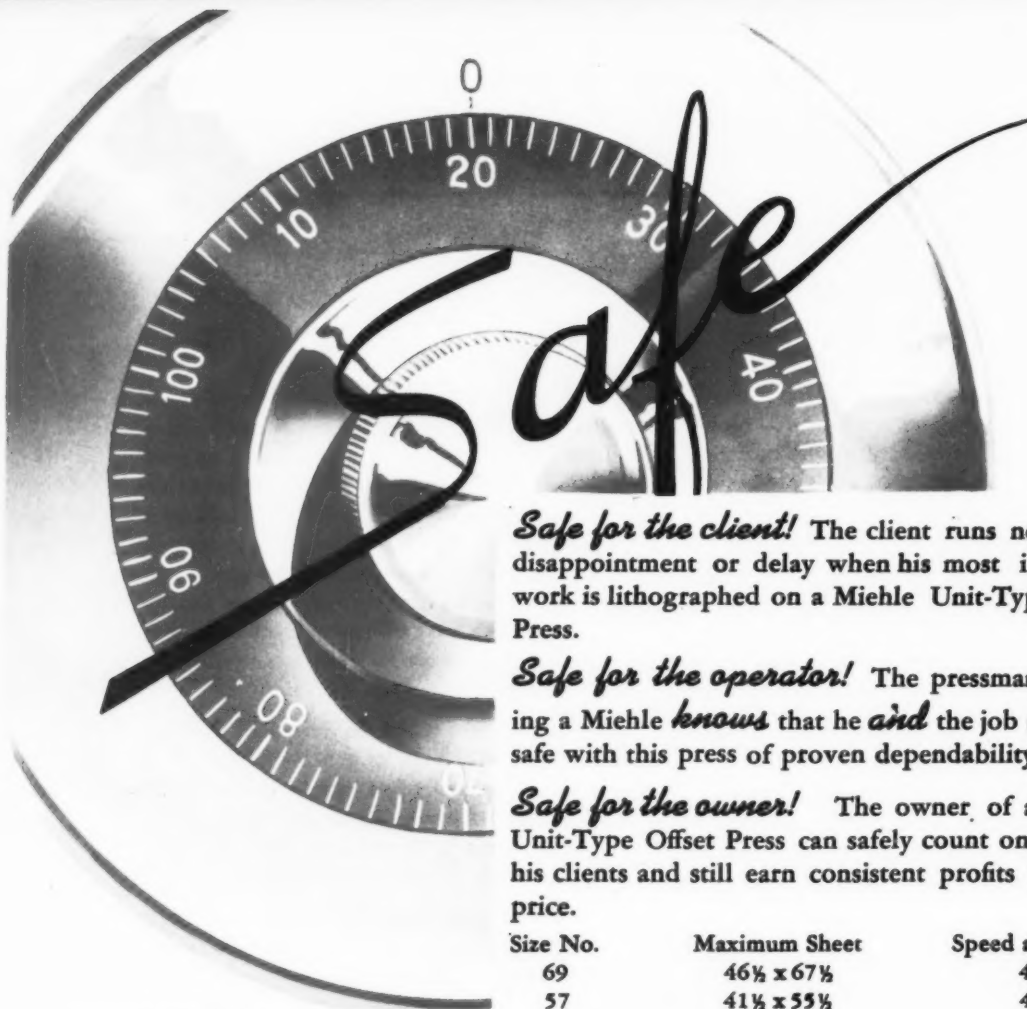 0
20
10
30
40
100
90
80
70
Safe
Safe for the client! The client runs no
disappointment or delay when his most i
work is lithographed on a Miehle Unit-Typ
Press.
Safe for the operator! The pressman
ing a Miehle knows that he and the job
safe with this press of proven dependability
Safe for the owner! The owner of a
Unit-Type Offset Press can safely count on
his clients and still earn consistent profits
price.
Size No. Maximum Sheet Speed a
69 46½ x 67½ 4
57 41½ x 55½ 4